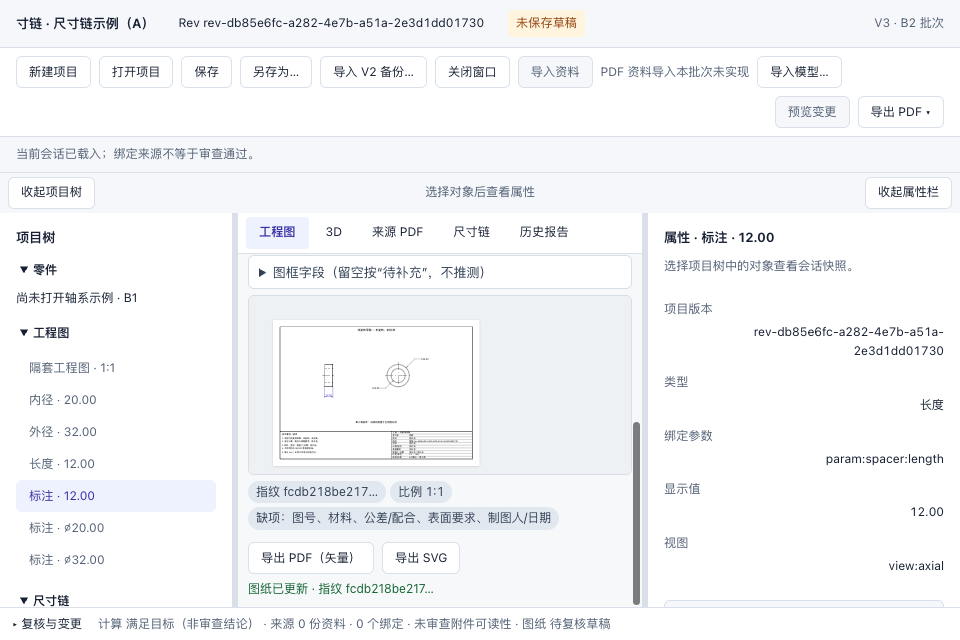 寸链 · 尺寸链示例（A） Rev rev-db85e6fc-a282-4e7b-a51a-2e3d1dd01730 未保存草稿 V3 · B2 批次
新建项目 打开项目 保存 另存为… 导入 V2 备份… 关闭窗口 导入资料 PDF 资料导入本批次未实现 导入模型…
预览变更 导出 PDF ▾
当前会话已载入；绑定来源不等于审查通过。
收起项目树 选择对象后查看属性 收起属性栏
项目树
▼ 零件
尚未打开轴系示例 · B1
▼ 工程图
隔套工程图 · 1:1
内径 · 20.00
外径 · 32.00
长度 · 12.00
标注 · 12.00
标注 · ⌀20.00
标注 · ⌀32.00
▼ 尺寸链
工程图 3D 来源 PDF 尺寸链 历史报告
▶ 图框字段（留空按“待补充”，不推测）
指纹 fcdb218be217… 比例 1:1
缺项：图号、材料、公差/配合、表面要求、制图人/日期
导出 PDF（矢量） 导出 SVG
图纸已更新 · 指纹 fcdb218be217…
属性 · 标注 · 12.00
选择项目树中的对象查看会话快照。
项目版本
rev-db85e6fc-a282-4e7b-a51a-
2e3d1dd01730
类型
长度
绑定参数
param:spacer:length
显示值
12.00
视图
view:axial
▸ 复核与变更 计算 满足目标（非审查结论） · 来源 0 份资料 · 0 个绑定 · 未审查附件可读性 · 图纸 待复核草稿